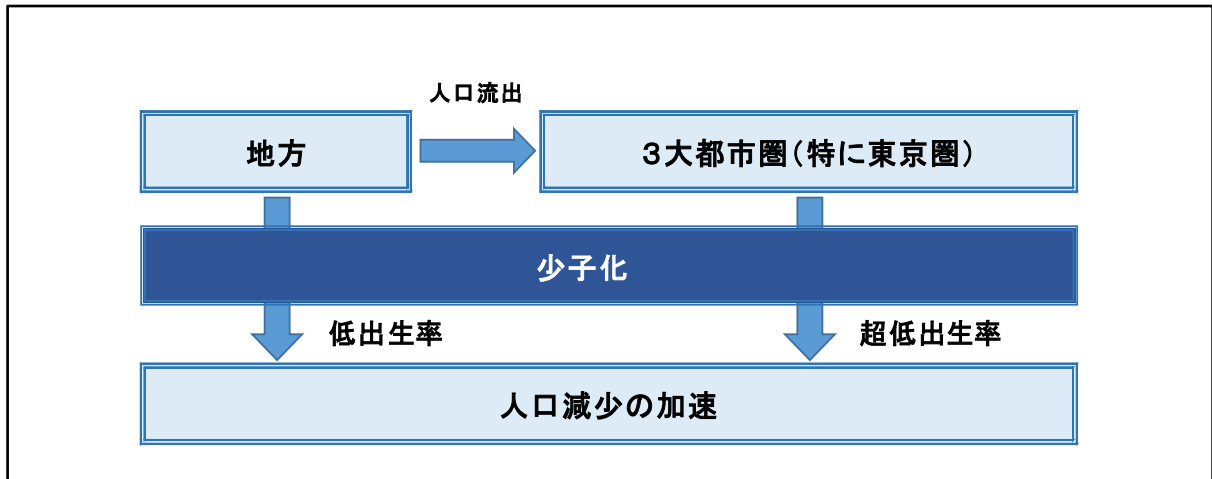 人口流出
地方
３大都市圏（特に東京圏）
少子化
低出生率
超低出生率
人口減少の加速